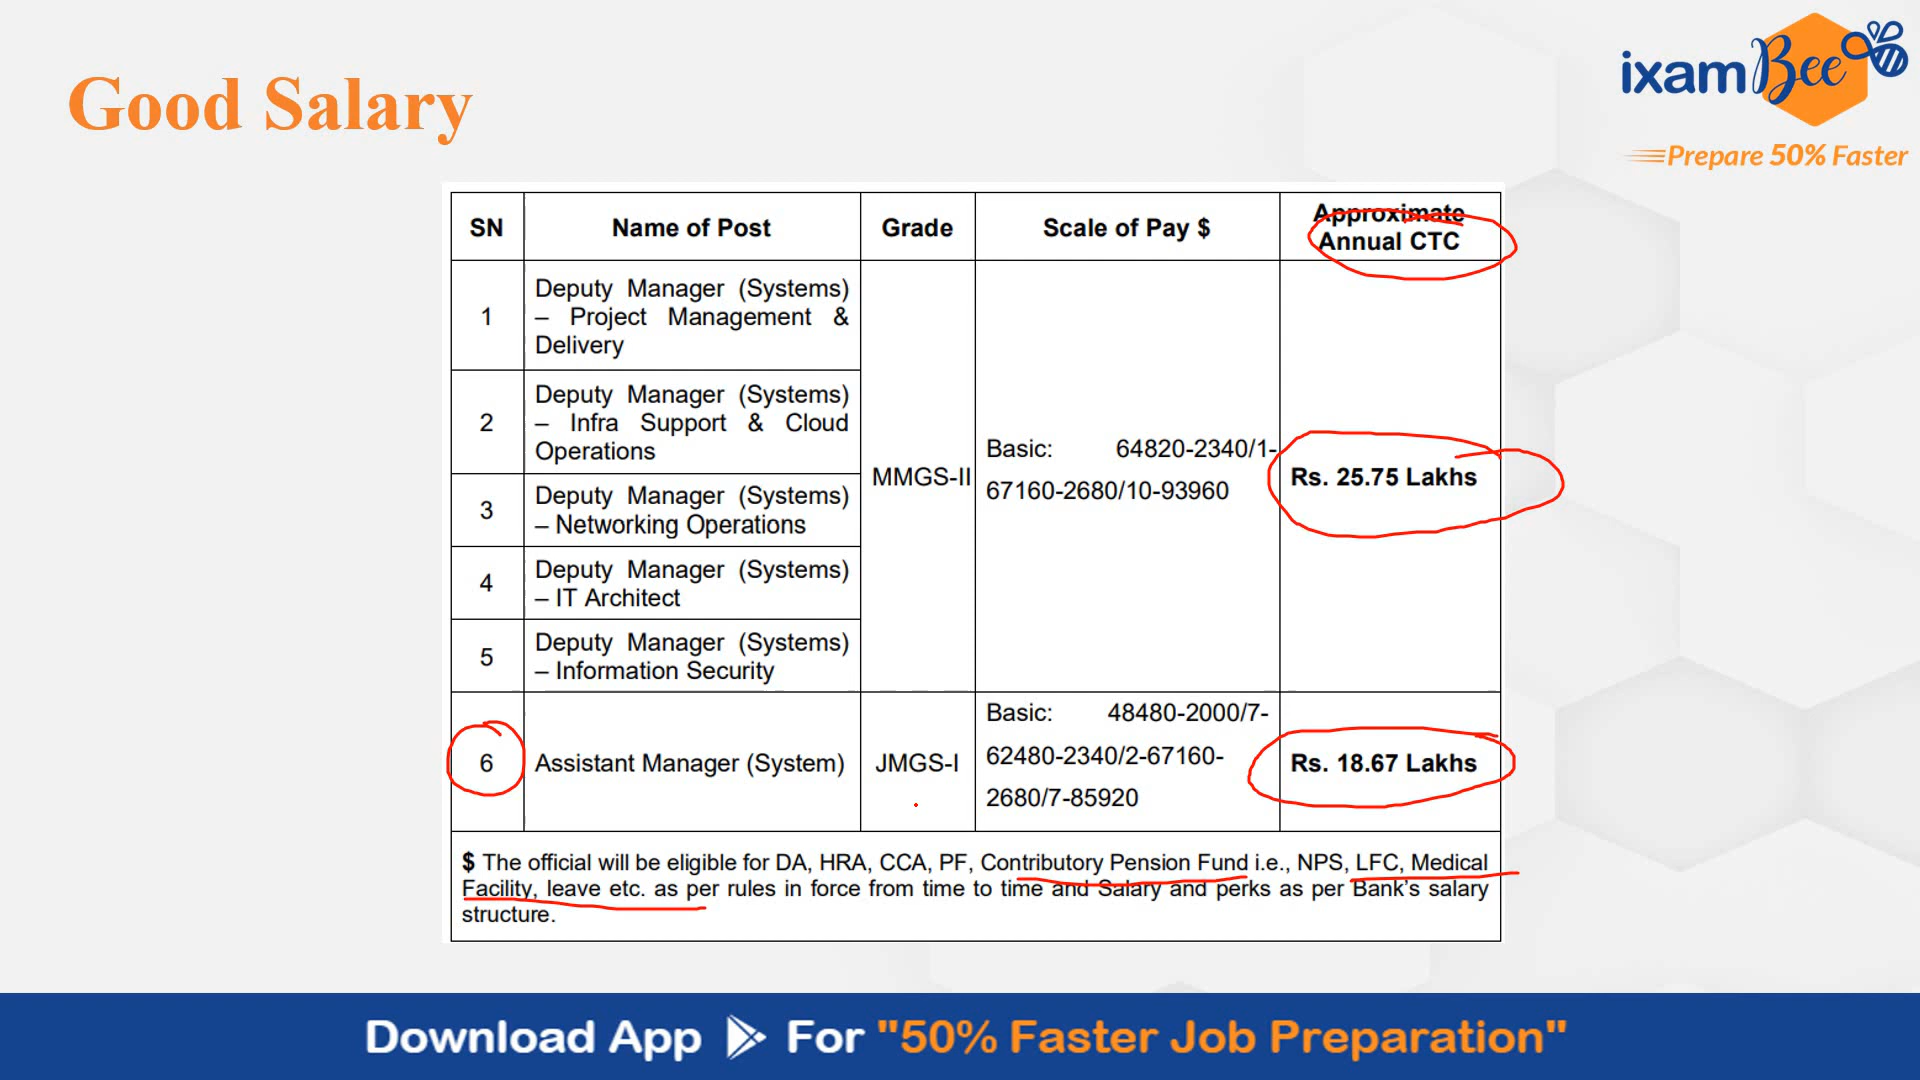 Good Salary
ixamBee
Prepare 50% Faster
SN Name of Post Grade Scale of Pay $ Approximate
Annual CTC
1 Deputy Manager (Systems)
– Project Management &
Delivery
2 Deputy Manager (Systems)
– Infra Support & Cloud
Operations
3 Deputy Manager (Systems)
– Networking Operations
4 Deputy Manager (Systems)
– IT Architect
5 Deputy Manager (Systems)
– Information Security
MMGS-II
Basic: 64820-2340/1-
67160-2680/10-93960
Rs. 25.75 Lakhs
6 Assistant Manager (System) JMGS-I
Basic: 48480-2000/7-
62480-2340/2-67160-
2680/7-85920
Rs. 18.67 Lakhs
$ The official will be eligible for DA, HRA, CCA, PF, Contributory Pension Fund i.e., NPS, LFC, Medical
Facility, leave etc. as per rules in force from time to time and Salary and perks as per Bank's salary
structure.
Download App For "50% Faster Job Preparation"